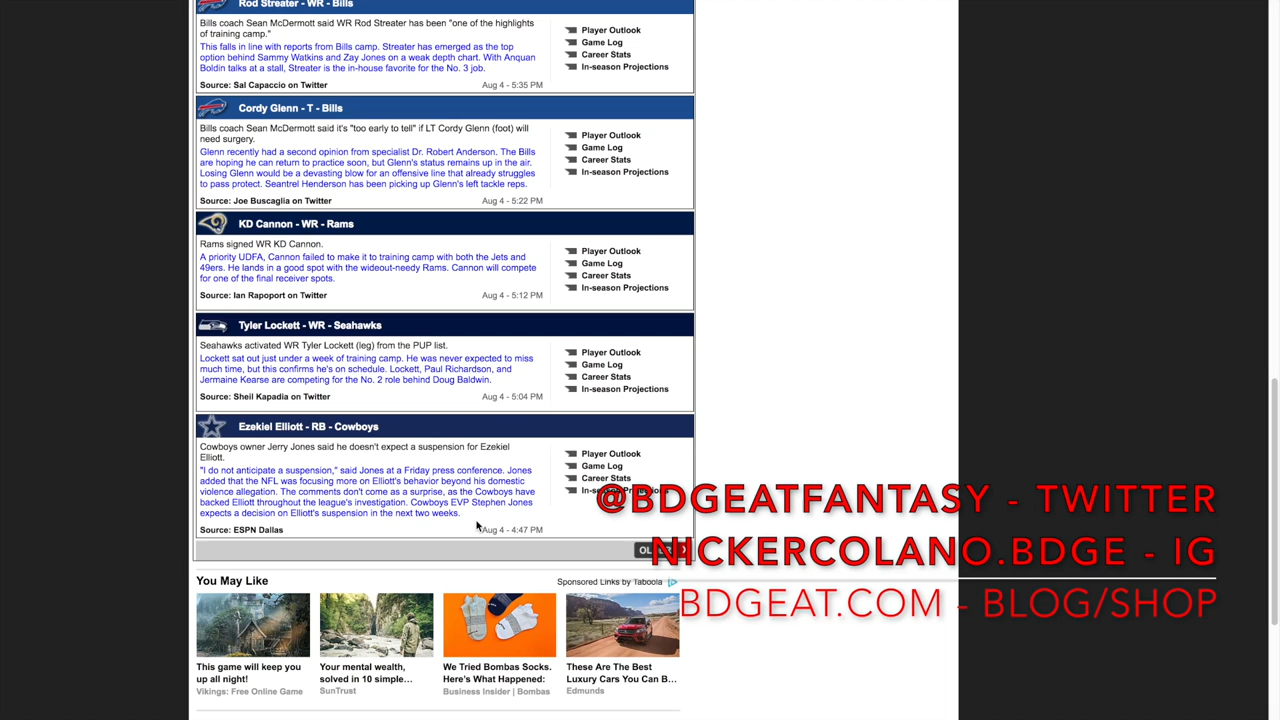 Rod Streater - WR - Bills
Bills coach Sean McDermott said WR Rod Streater has been "one of the highlights
of training camp."
This falls in line with reports from Bills camp. Streater has emerged as the top
option behind Sammy Watkins and Zay Jones on a weak depth chart. With Anquan
Boldin talks at a stall, Streater is the in-house favorite for the No. 3 job.
Source: Sal Capaccio on Twitter
Aug 4 - 5:35 PM
Player Outlook
Game Log
Career Stats
In-season Projections
Cordy Glenn - T - Bills
Bills coach Sean McDermott said it's "too early to tell" if LT Cordy Glenn (foot) will
need surgery.
Glenn recently had a second opinion from specialist Dr. Robert Anderson. The Bills
are hoping he can return to practice soon, but Glenn's status remains up in the air.
Losing Glenn would be a devasting blow for an offensive line that already struggles
to pass protect. Seantrel Henderson has been picking up Glenn's left tackle reps.
Source: Joe Buscaglia on Twitter
Aug 4 - 5:22 PM
Player Outlook
Game Log
Career Stats
In-season Projections
KD Cannon - WR - Rams
Rams signed WR KD Cannon.
A priority UDFA, Cannon failed to make it to training camp with both the Jets and
49ers. He lands in a good spot with the wideout-needy Rams. Cannon will compete
for one of the final receiver spots.
Source: Ian Rapoport on Twitter
Aug 4 - 5:12 PM
Player Outlook
Game Log
Career Stats
In-season Projections
Tyler Lockett - WR - Seahawks
Seahawks activated WR Tyler Lockett (leg) from the PUP list.
Lockett sat out just under a week of training camp. He was never expected to miss
much time, but this confirms he's on schedule. Lockett, Paul Richardson, and
Jermaine Kearse are competing for the No. 2 role behind Doug Baldwin.
Source: Sheil Kapadia on Twitter
Aug 4 - 5:04 PM
Player Outlook
Game Log
Career Stats
In-season Projections
Ezekiel Elliott - RB - Cowboys
Cowboys owner Jerry Jones said he doesn't expect a suspension for Ezekiel
Elliott.
"I do not anticipate a suspension," said Jones at a Friday press conference. Jones
added that the NFL was focusing more on Elliott's behavior beyond his domestic
violence allegation. The comments don't come as a surprise, as the Cowboys have
backed Elliott throughout the league's investigation. Cowboys EVP Stephen Jones
expects a decision on Elliott's suspension in the next two weeks.
Source: ESPN Dallas
Aug 4 - 4:47 PM
Player Outlook
Game Log
Career Stats
@BDGEATFANTASY - TWITTER
NICKERCOLANO.BDGE - IG
BDGEAT.COM - BLOG/SHOP
You May Like
Sponsored Links by Taboola
This game will keep you
up all night!
Vikings: Free Online Game
Your mental wealth,
solved in 10 simple...
SunTrust
We Tried Bombas Socks.
Here's What Happened:
Business Insider | Bombas
These Are The Best
Luxury Cars You Can B...
Edmunds